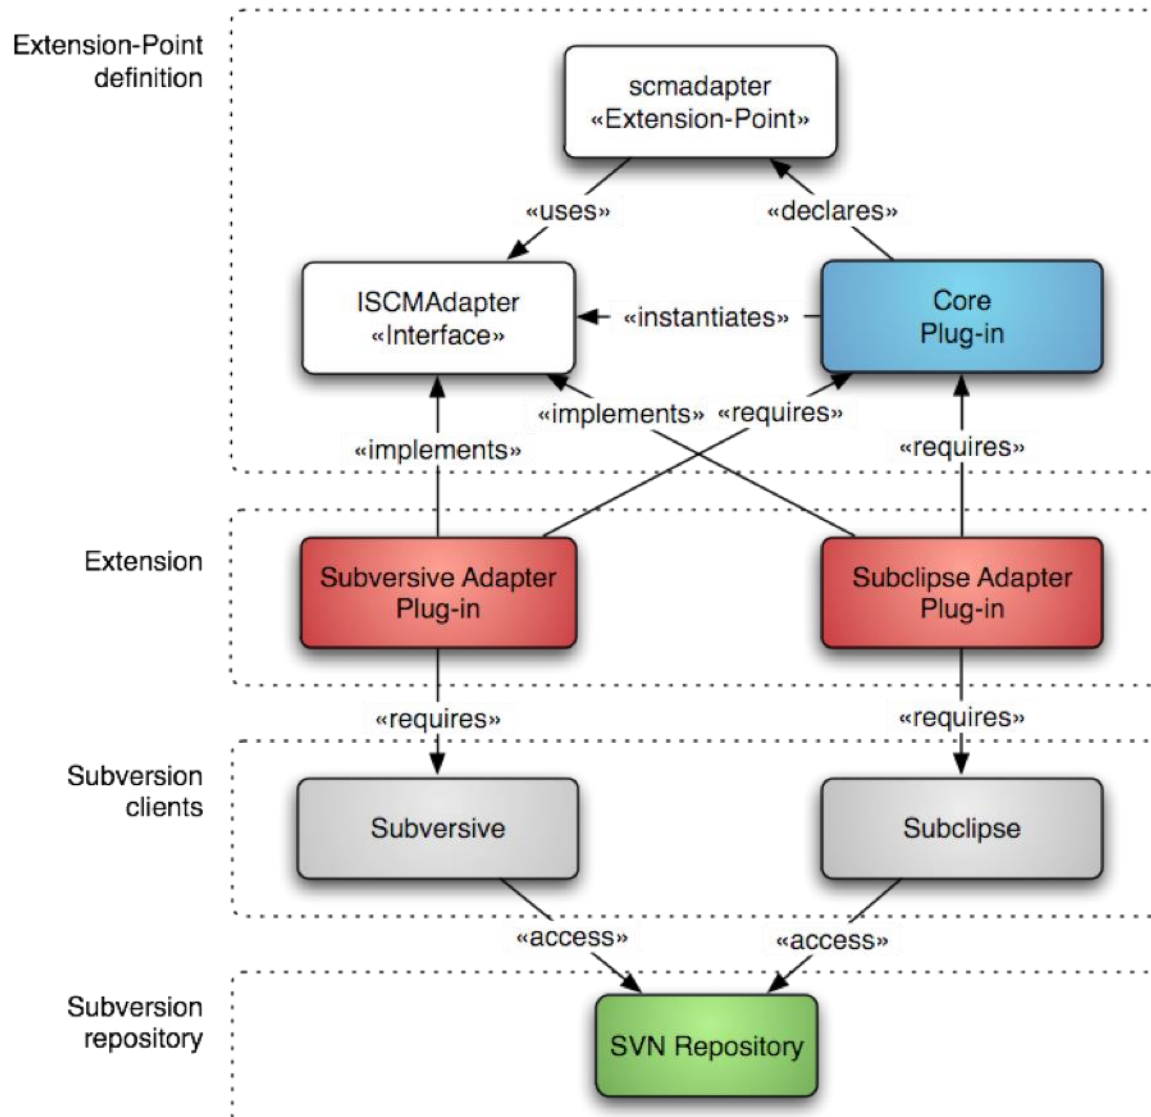 Extension-Point
definition
scmadapter
«Extension-Point»
«uses»
«declares»
ISCMAdapter
«Interface»
«instantiates»
Core
Plug-in
«implements»
«requires»
«implements»
«requires»
Extension
Subversive Adapter
Plug-in
Subclipse Adapter
Plug-in
«requires»
«requires»
Subversion
clients
Subversive
Subclipse
«access»
«access»
Subversion
repository
SVN Repository